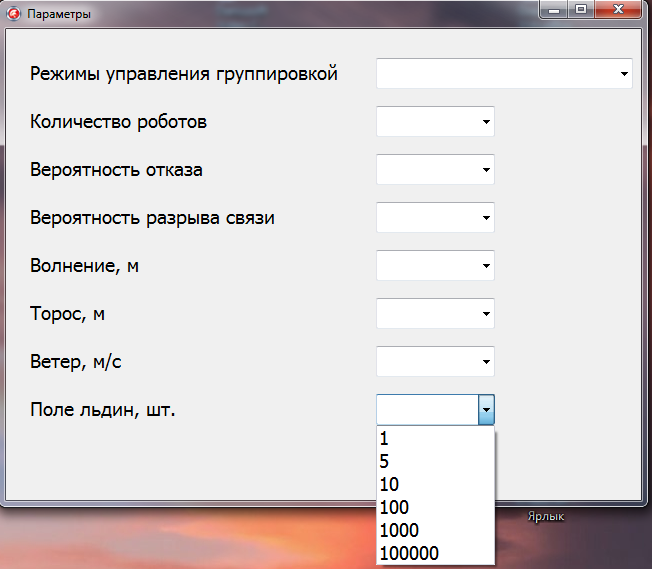 Параметры
Режимы управления группировкой
Количество роботов
Вероятность отказа
Вероятность разрыва связи
Волнение, м
Торос, м
Ветер, м/с
Поле льдин, шт.
1
5
10
100
1000
100000
Ярлык